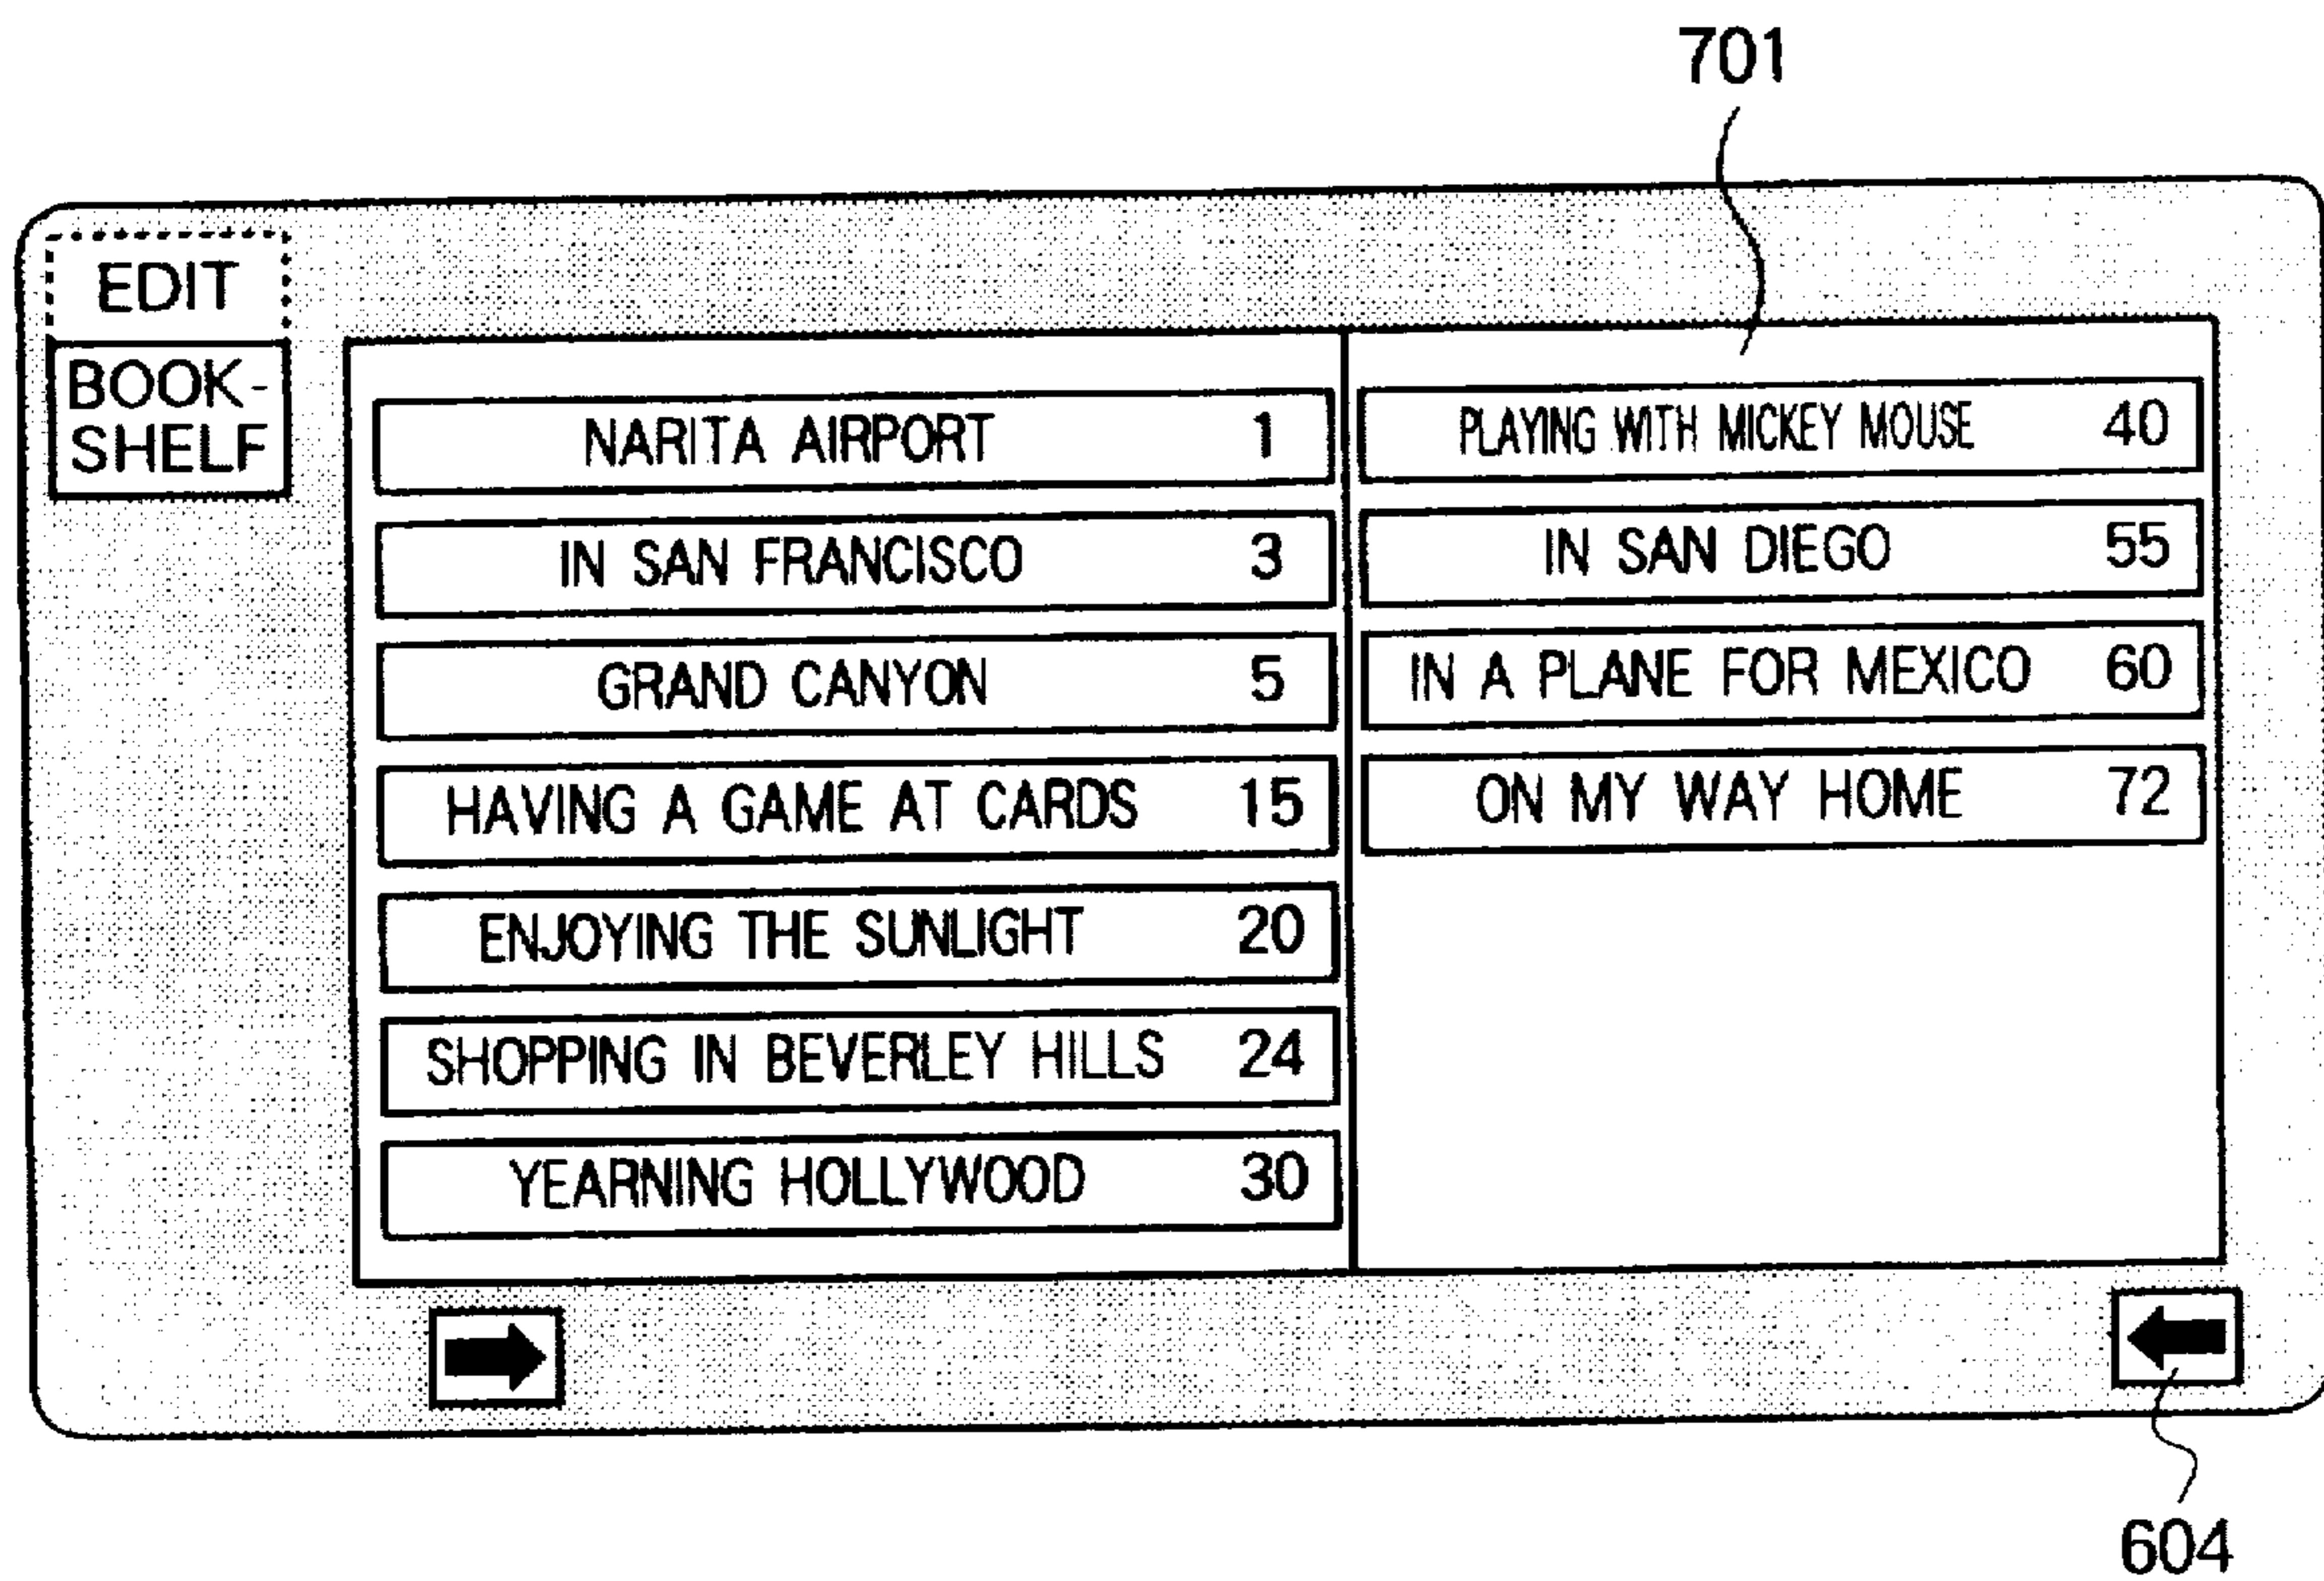 701
EDIT
BOOK-
SHELF
NARITA AIRPORT 1
IN SAN FRANCISCO 3
GRAND CANYON 5
HAVING A GAME AT CARDS 15
ENJOYING THE SUNLIGHT 20
SHOPPING IN BEVERLEY HILLS 24
YEARNING HOLLYWOOD 30
PLAYING WITH MICKEY MOUSE 40
IN SAN DIEGO 55
IN A PLANE FOR MEXICO 60
ON MY WAY HOME 72
604